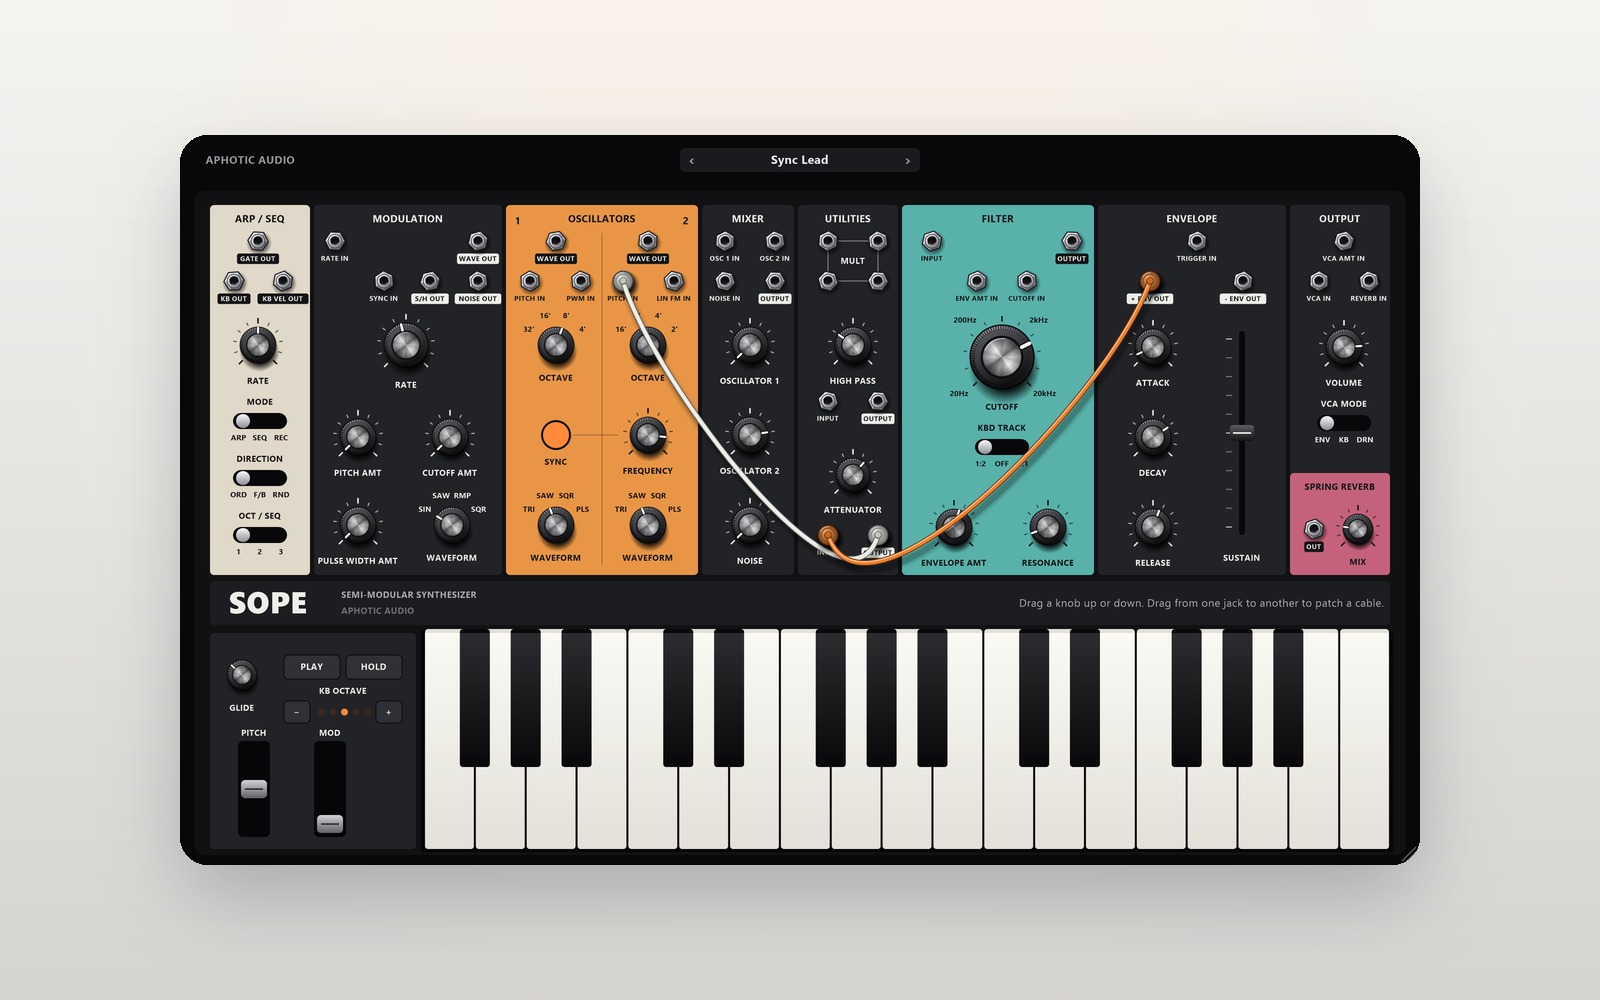 APHOTIC AUDIO
‹ Sync Lead ›
ARP / SEQ
GATE OUT
KB OUT KB VEL OUT
RATE
MODE
ARP SEQ REC
DIRECTION
ORD F/B RND
OCT / SEQ
1 2 3
MODULATION
RATE IN WAVE OUT
SYNC IN S/H OUT NOISE OUT
RATE
PITCH AMT CUTOFF AMT
SAW RMP
SIN SQR
PULSE WIDTH AMT WAVEFORM
1 OSCILLATORS 2
WAVE OUT WAVE OUT
PITCH IN PWM IN LIN FM IN
16' 8' 4'
32' 4' 16' 2'
OCTAVE OCTAVE
SYNC FREQUENCY
SAW SQR SAW SQR
TRI PLS TRI PLS
WAVEFORM WAVEFORM
MIXER
OSC 1 IN OSC 2 IN
NOISE IN OUTPUT
OSCILLATOR 1
OSCILLATOR 2
NOISE
UTILITIES
MULT
HIGH PASS
INPUT OUTPUT
ATTENUATOR
FILTER
INPUT OUTPUT
ENV AMT IN CUTOFF IN
200Hz 2kHz
20Hz 20kHz
CUTOFF
KBD TRACK
1:2 OFF
ENVELOPE AMT RESONANCE
ENVELOPE
TRIGGER IN
+ ENV OUT - ENV OUT
ATTACK
DECAY
RELEASE SUSTAIN
OUTPUT
VCA AMT IN
VCA IN REVERB IN
VOLUME
VCA MODE
ENV KB DRN
SPRING REVERB
OUT
MIX
SOPE
SEMI-MODULAR SYNTHESIZER
APHOTIC AUDIO
Drag a knob up or down. Drag from one jack to another to patch a cable.
PLAY HOLD
KB OCTAVE
GLIDE
− +
PITCH MOD